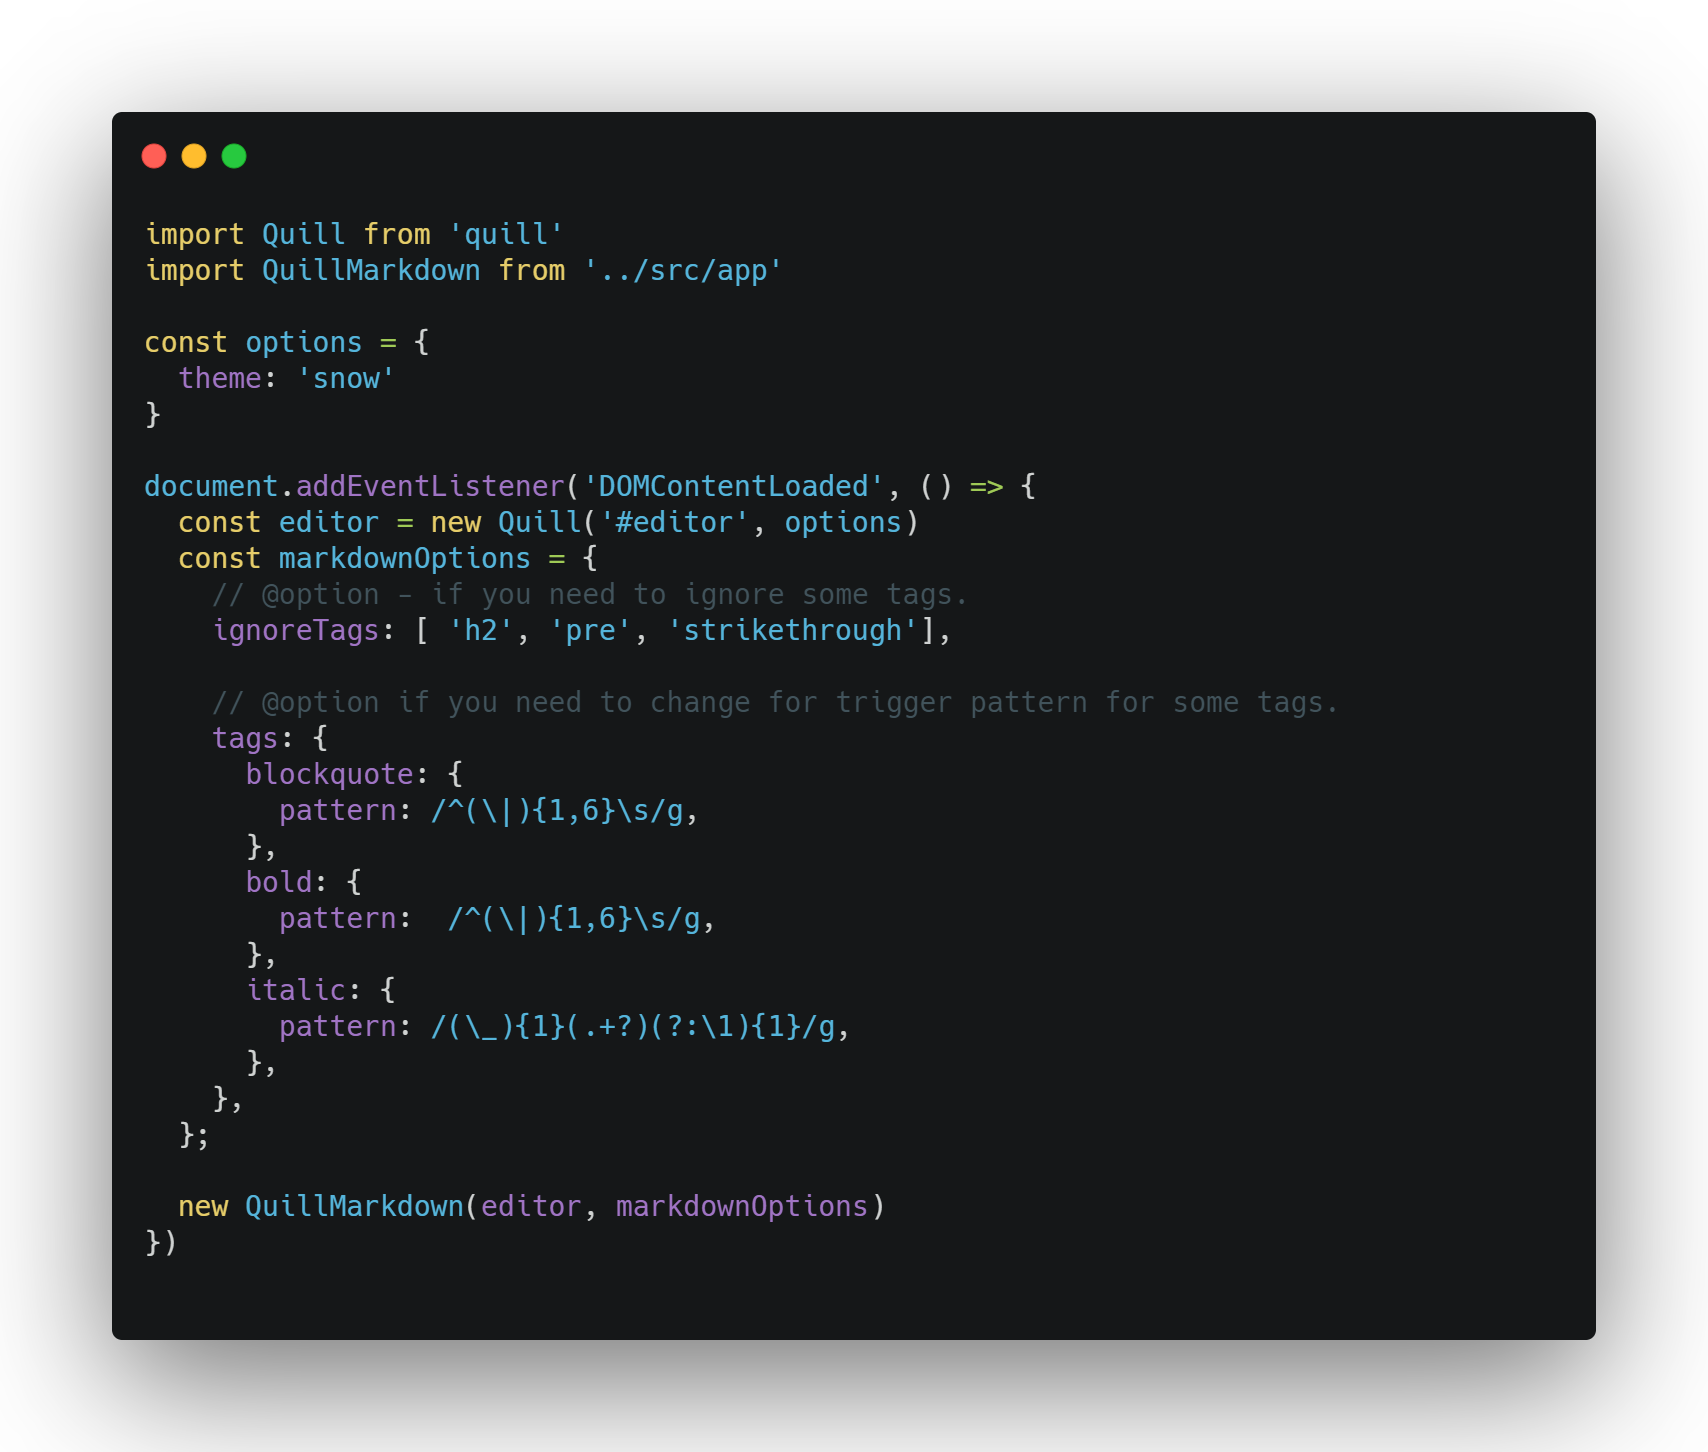 import Quill from 'quill'
import QuillMarkdown from '../src/app'

const options = {
  theme: 'snow'
}

document.addEventListener('DOMContentLoaded', () => {
  const editor = new Quill('#editor', options)
  const markdownOptions = {
    // @option - if you need to ignore some tags.
    ignoreTags: [ 'h2', 'pre', 'strikethrough'],

    // @option if you need to change for trigger pattern for some tags.
    tags: {
      blockquote: {
        pattern: /^(\|){1,6}\s/g,
      },
      bold: {
        pattern:  /^(\|){1,6}\s/g,
      },
      italic: {
        pattern: /(\_){1}(.+?)(?:\1){1}/g,
      },
    },
  };

  new QuillMarkdown(editor, markdownOptions)
})